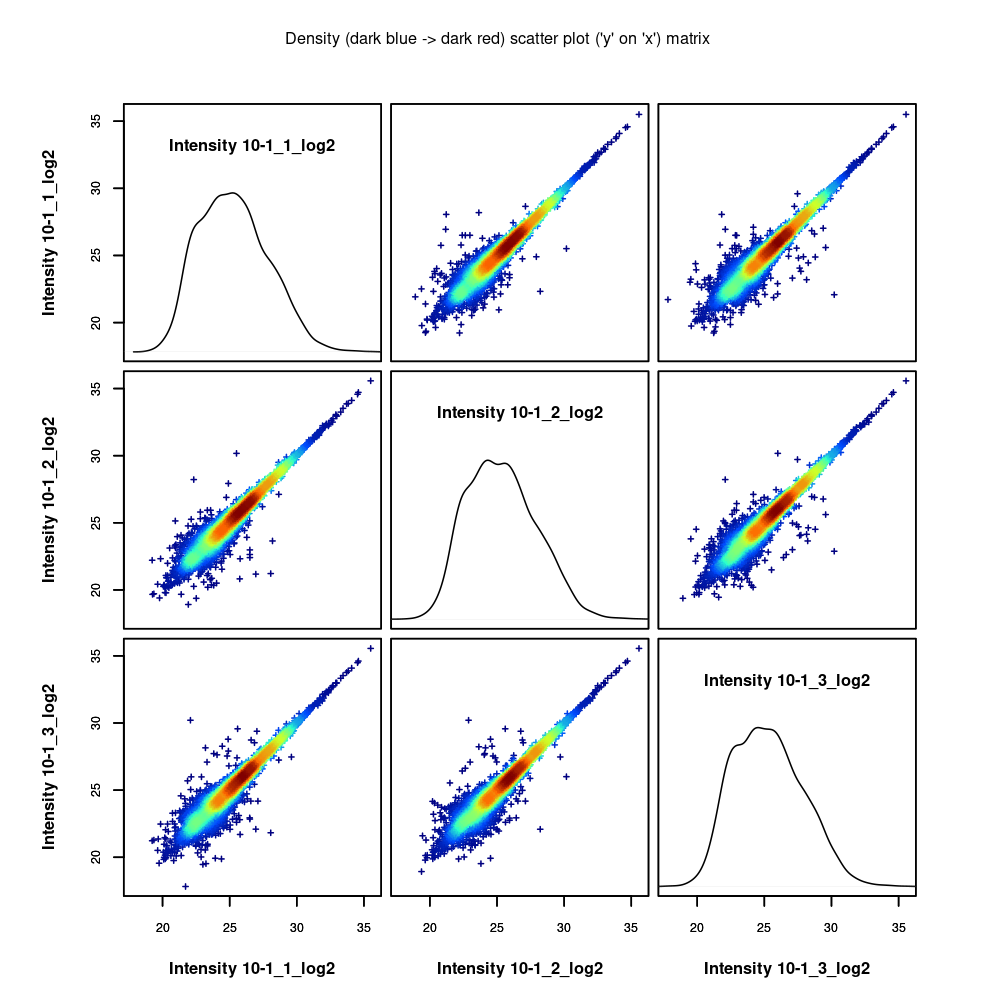 Density (dark blue -> dark red) scatter plot ('y' on 'x') matrix
Intensity 10-1_1_log2
35
30
25
20
Intensity 10-1_1_log2
Intensity 10-1_2_log2
35
30
25
20
Intensity 10-1_2_log2
Intensity 10-1_3_log2
35
30
25
20
Intensity 10-1_3_log2
20 25 30 35
20 25 30 35
20 25 30 35
Intensity 10-1_1_log2
Intensity 10-1_2_log2
Intensity 10-1_3_log2